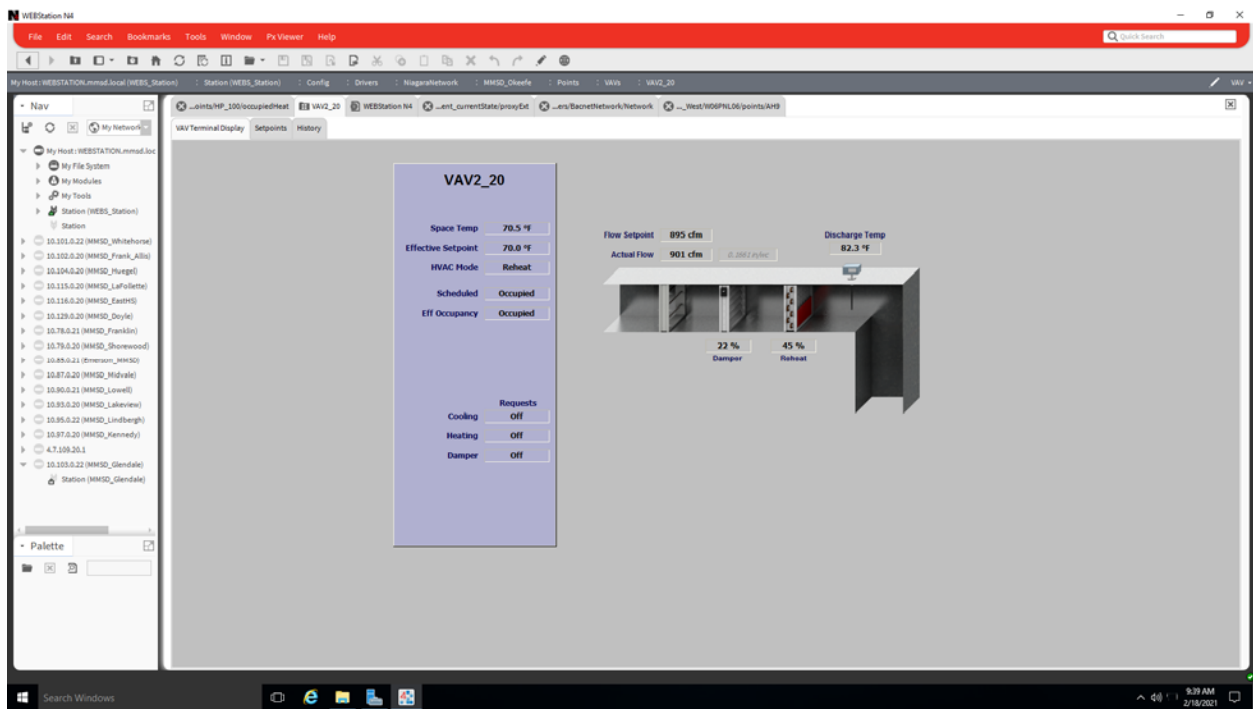 WEBStation N4
File Edit Search Bookmarks Tools Window Px Viewer Help
Quick Search
My Host : WEBSTATION.mmsd.local (WEBS_Station) : Station (WEBS_Station) : Config : Drivers : NiagaraNetwork : MMSD_Okeefe : Points : VAVs : VAV2_20
VAV
Nav
...oints/HP_100/occupiedHeat VAV2_20 WEBStation N4 ...ent_currentState/proxyExt ...ers/BacnetNetwork/Network ..._West/W06PNL06/points/AH9
My Network
VAV Terminal Display Setpoints History
My Host : WEBSTATION.mmsd.loc
My File System
My Modules
My Tools
Station (WEBS_Station)
Station
10.101.0.22 (MMSD_Whitehorse)
10.102.0.20 (MMSD_Frank_Allis)
10.104.0.20 (MMSD_Huegel)
10.115.0.20 (MMSD_LaFollette)
10.116.0.20 (MMSD_EastHS)
10.129.0.20 (MMSD_Doyle)
10.78.0.21 (MMSD_Franklin)
10.79.0.20 (MMSD_Shorewood)
10.85.0.21 (Emerson_MMSD)
10.87.0.20 (MMSD_Midvale)
10.90.0.21 (MMSD_Lowell)
10.93.0.20 (MMSD_Lakeview)
10.95.0.22 (MMSD_Lindbergh)
10.97.0.20 (MMSD_Kennedy)
4.7.109.20.1
10.103.0.22 (MMSD_Glendale)
Station (MMSD_Glendale)
Palette
VAV2_20
Space Temp 70.5 °F
Effective Setpoint 70.0 °F
HVAC Mode Reheat
Scheduled Occupied
Eff Occupancy Occupied
Requests
Cooling Off
Heating Off
Damper Off
Flow Setpoint 895 cfm
Actual Flow 901 cfm
Discharge Temp
82.3 °F
22 % 45 %
Damper Reheat
Search Windows
9:39 AM
2/18/2021